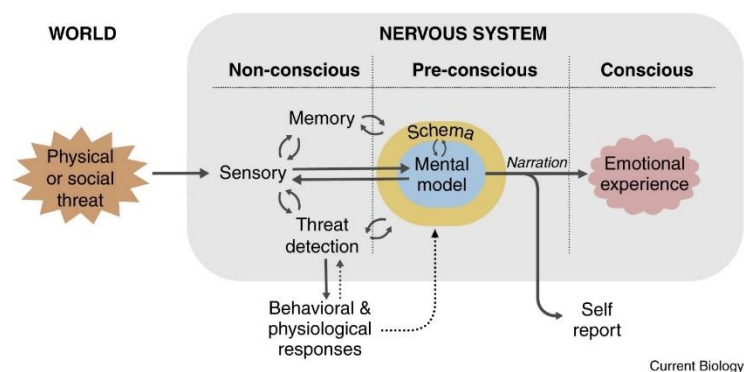 WORLD
NERVOUS SYSTEM
Non-conscious
Pre-conscious
Conscious
Memory
Schema
Physical
or social
threat
Sensory
Mental
model
Narration
Emotional
experience
Threat
detection
Behavioral &
physiological
responses
Self
report
Current Biology